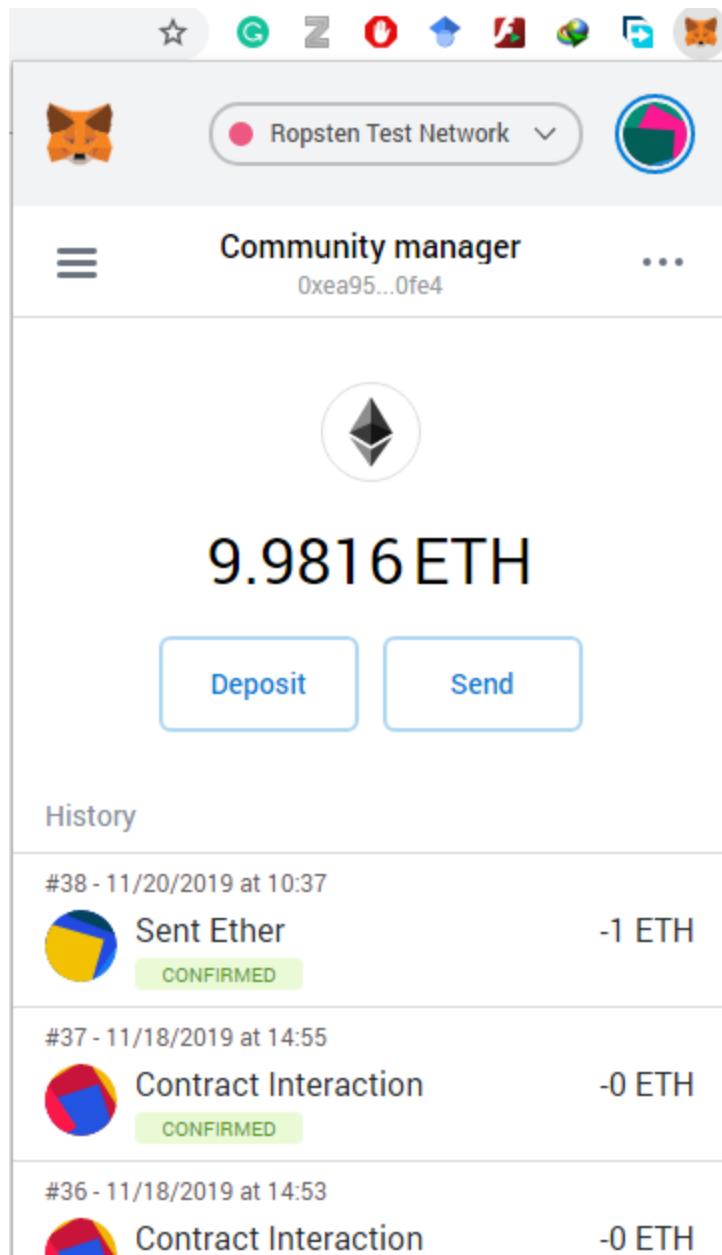 Ropsten Test Network
Community manager
0xea95...0fe4
9.9816 ETH
Deposit
Send
History
#38 - 11/20/2019 at 10:37
Sent Ether
-1 ETH
CONFIRMED
#37 - 11/18/2019 at 14:55
Contract Interaction
-0 ETH
CONFIRMED
#36 - 11/18/2019 at 14:53
Contract Interaction
-0 ETH